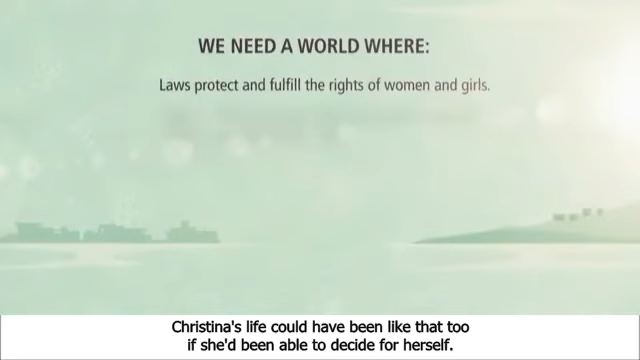 WE NEED A WORLD WHERE:
Laws protect and fulfill the rights of women and girls.
Christina's life could have been like that too
if she'd been able to decide for herself.